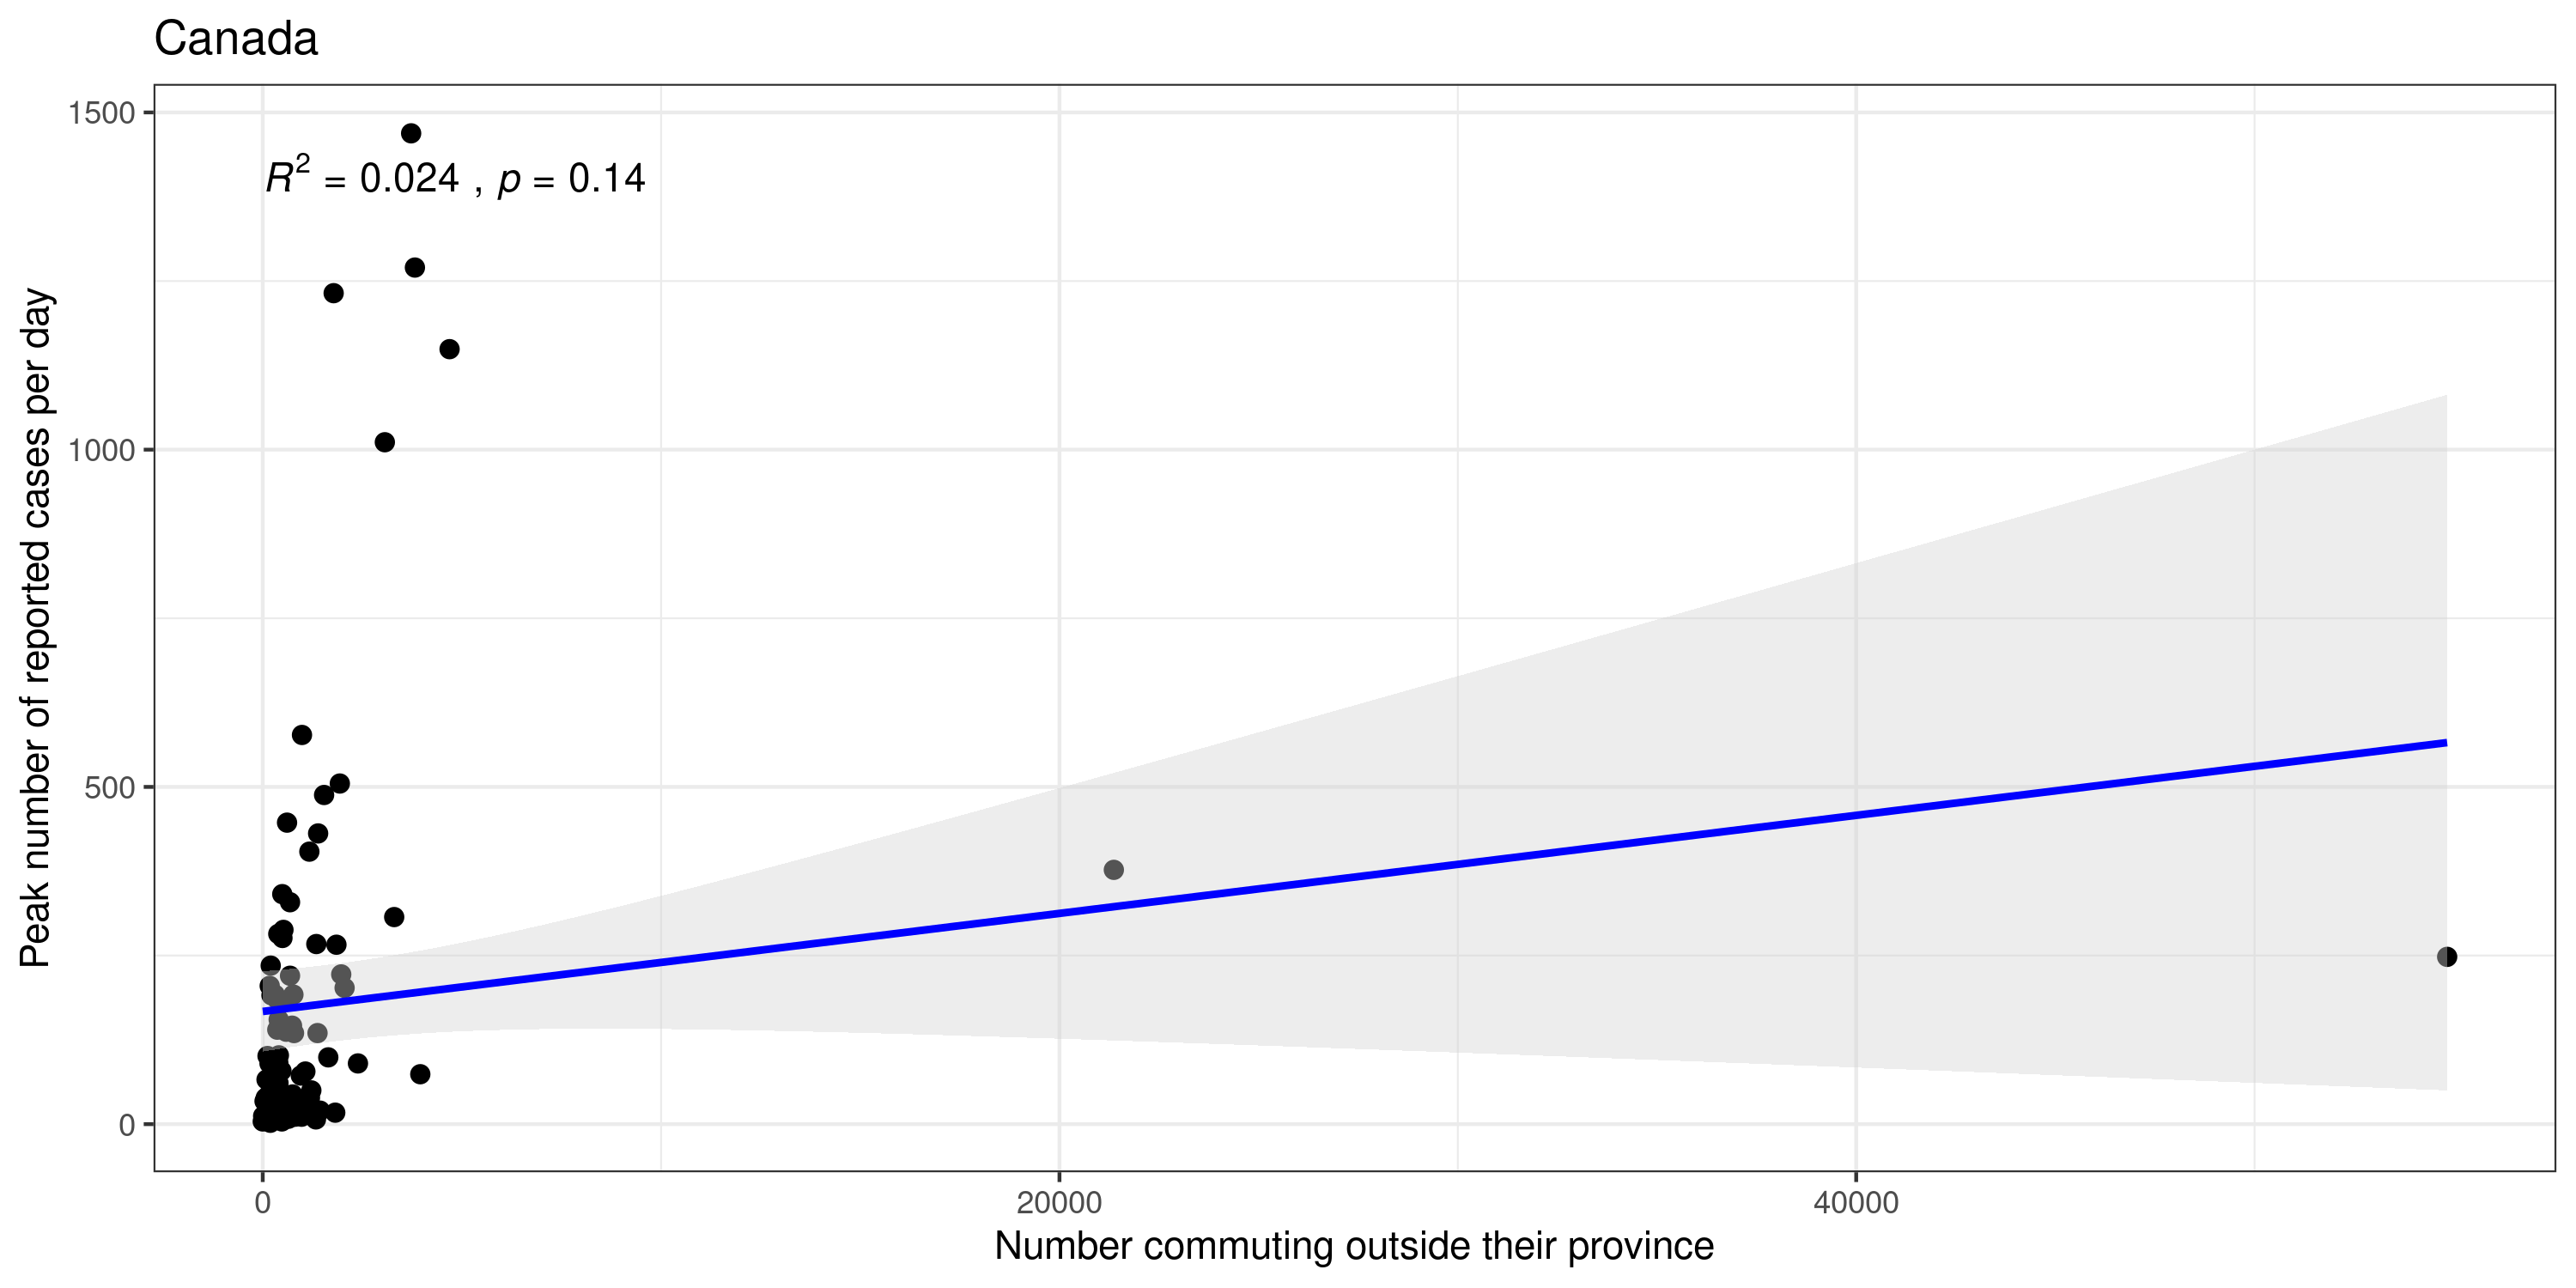 Canada
1500
R² = 0.024 , p = 0.14
1000
500
0
0 20000 40000
Number commuting outside their province
Peak number of reported cases per day